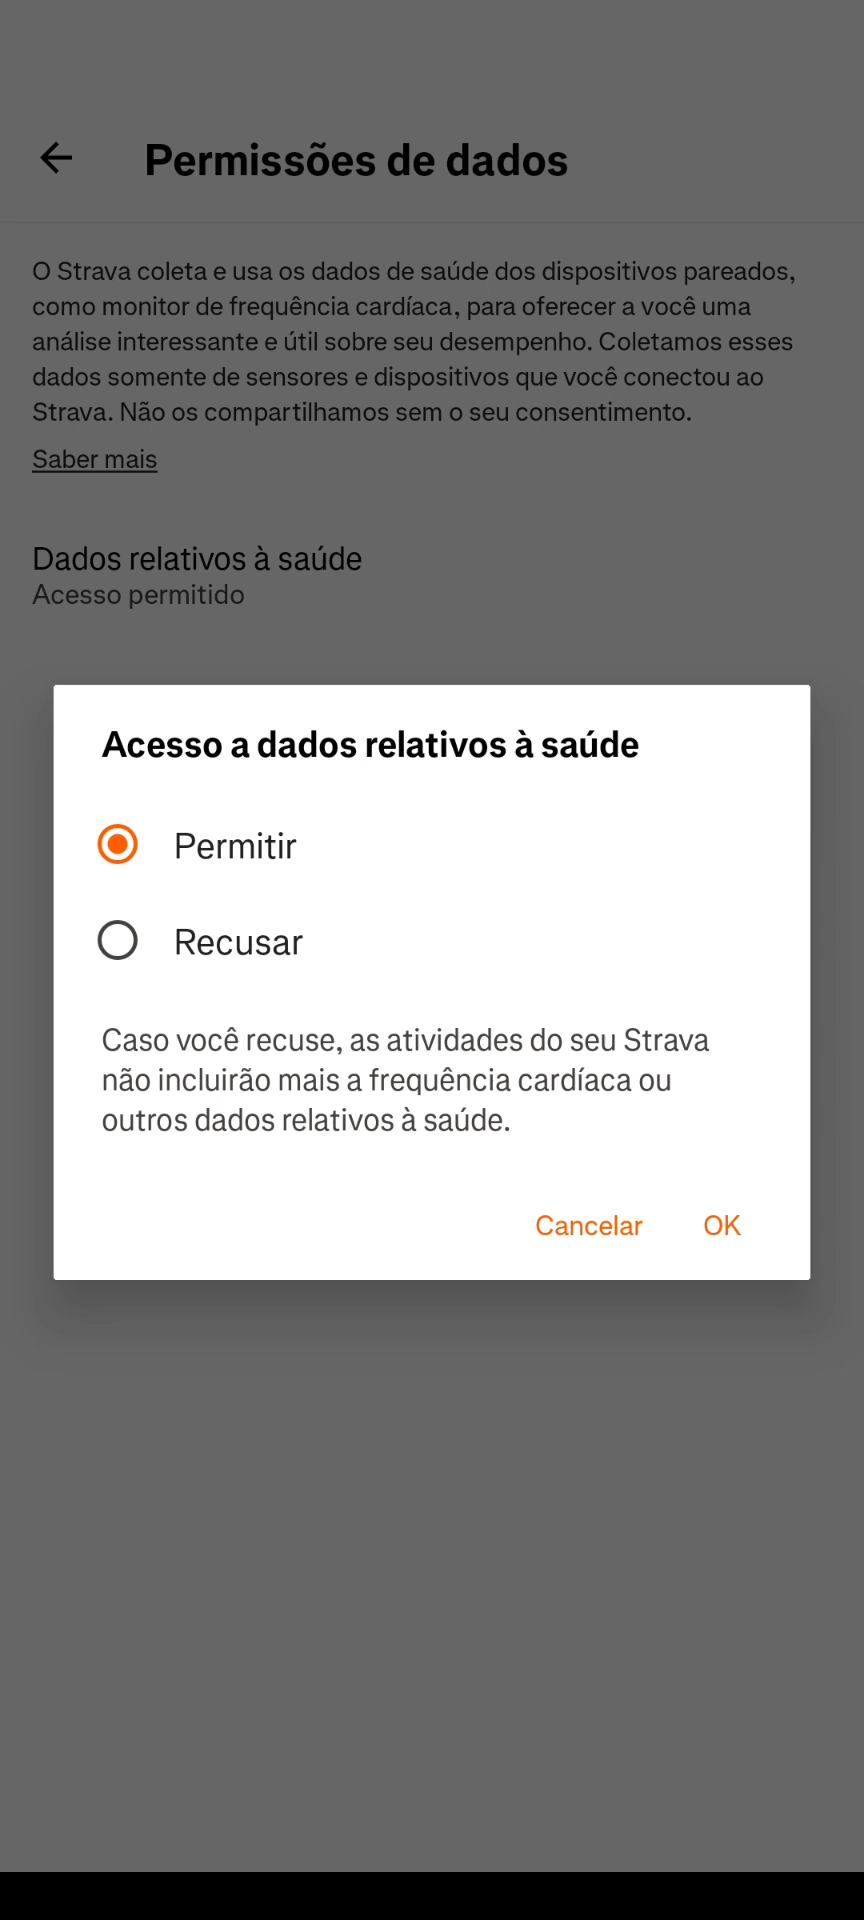 Permissões de dados
O Strava coleta e usa os dados de saúde dos dispositivos pareados,
como monitor de frequência cardíaca, para oferecer a você uma
análise interessante e útil sobre seu desempenho. Coletamos esses
dados somente de sensores e dispositivos que você conectou ao
Strava. Não os compartilhamos sem o seu consentimento.
Saber mais
Dados relativos à saúde
Acesso permitido
Acesso a dados relativos à saúde
Permitir
Recusar
Caso você recuse, as atividades do seu Strava
não incluirão mais a frequência cardíaca ou
outros dados relativos à saúde.
Cancelar OK